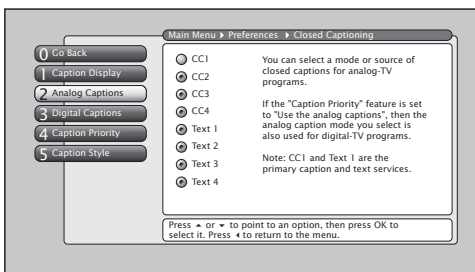 Main Menu ▸ Preferences ▸ Closed Captioning
0 Go Back
1 Caption Display
2 Analog Captions
3 Digital Captions
4 Caption Priority
5 Caption Style
CC1
CC2
CC3
CC4
Text 1
Text 2
Text 3
Text 4
You can select a mode or source of
closed captions for analog-TV
programs.
If the "Caption Priority" feature is set
to "Use the analog captions", then the
analog caption mode you select is
also used for digital-TV programs.
Note: CC1 and Text 1 are the
primary caption and text services.
Press ▴ or ▾ to point to an option, then press OK to
select it. Press ◂ to return to the menu.